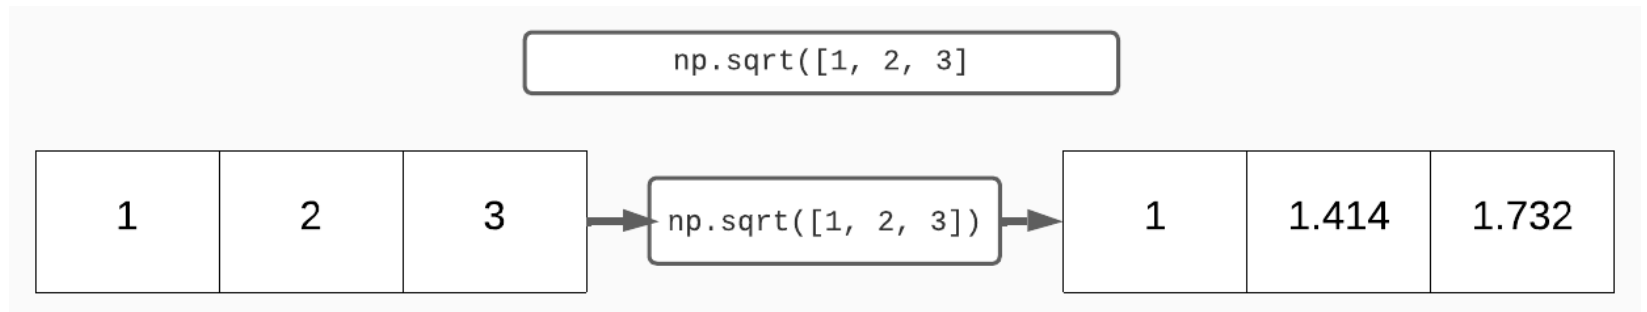 np.sqrt([1, 2, 3]
1 2 3 np.sqrt([1, 2, 3]) 1 1.414 1.732